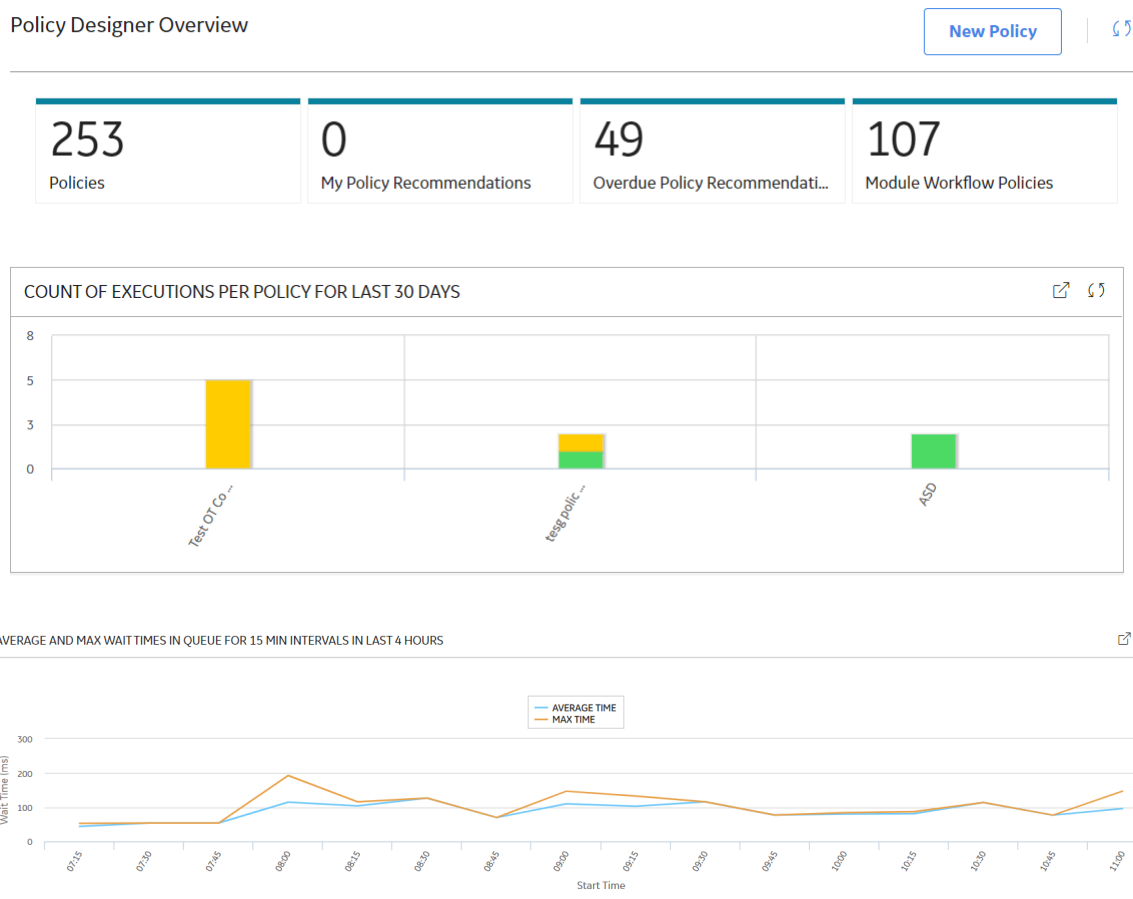 Policy Designer Overview
New Policy
253
Policies
0
My Policy Recommendations
49
Overdue Policy Recommendati...
107
Module Workflow Policies
COUNT OF EXECUTIONS PER POLICY FOR LAST 30 DAYS
8
5
3
0
Test OT Co ...
tesg polic ...
ASD
AVERAGE AND MAX WAIT TIMES IN QUEUE FOR 15 MIN INTERVALS IN LAST 4 HOURS
AVERAGE TIME
MAX TIME
Wait Time (ms)
300
200
100
0
07:15
07:30
07:45
08:00
08:15
08:30
08:45
09:00
09:15
09:30
09:45
10:00
10:15
10:30
10:45
11:00
Start Time